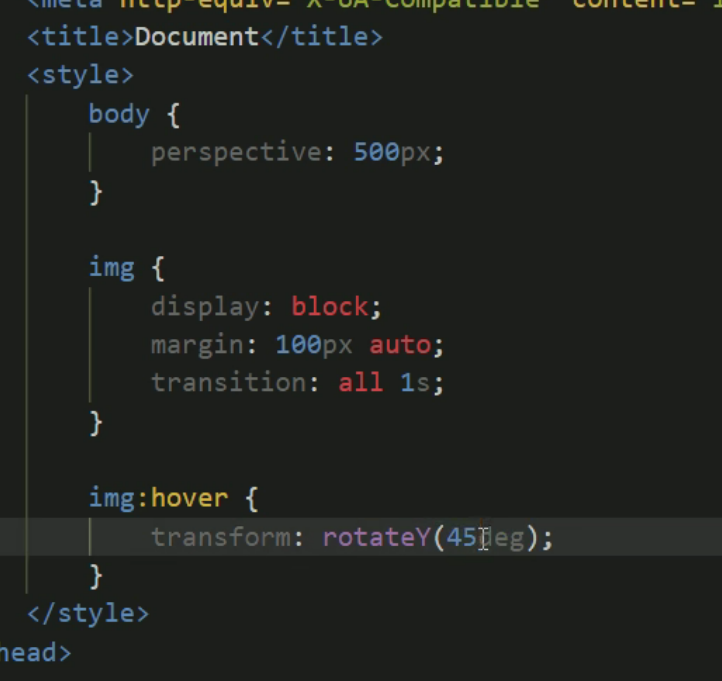 <meta http-equiv="X-UA-Compatible" content="
<title>Document</title>
<style>
body {
perspective: 500px;
}
img {
display: block;
margin: 100px auto;
transition: all 1s;
}
img:hover {
transform: rotateY(45deg);
}
</style>
head>